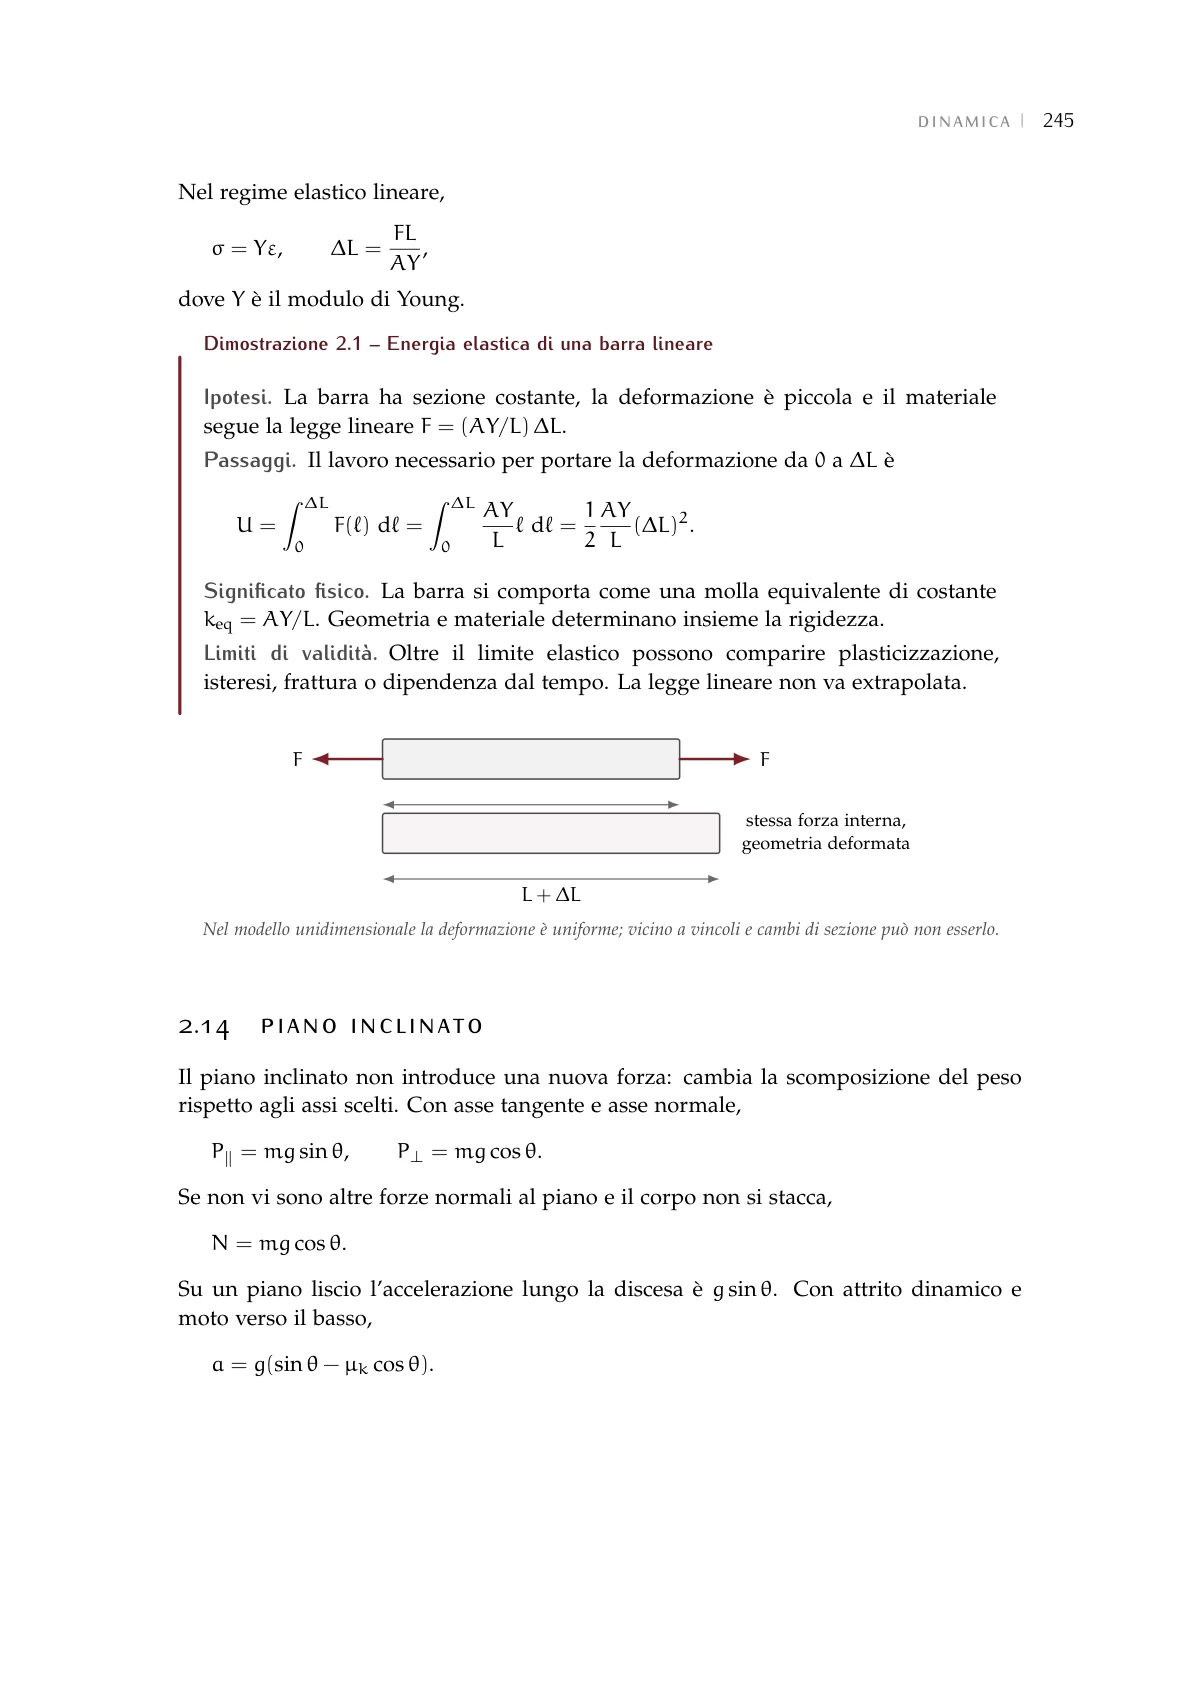 DINAMICA | 245
Nel regime elastico lineare,
σ = Yε, ΔL = FL/AY,
dove Y è il modulo di Young.
Dimostrazione 2.1 – Energia elastica di una barra lineare
Ipotesi. La barra ha sezione costante, la deformazione è piccola e il materiale
segue la legge lineare F = (AY/L) ΔL.
Passaggi. Il lavoro necessario per portare la deformazione da 0 a ΔL è
U = ∫₀^ΔL F(ℓ) dℓ = ∫₀^ΔL AY/L ℓ dℓ = 1/2 AY/L (ΔL)².
Significato fisico. La barra si comporta come una molla equivalente di costante
k_eq = AY/L. Geometria e materiale determinano insieme la rigidezza.
Limiti di validità. Oltre il limite elastico possono comparire plasticizzazione,
isteresi, frattura o dipendenza dal tempo. La legge lineare non va extrapolata.
F F
stessa forza interna,
geometria deformata
L + ΔL
Nel modello unidimensionale la deformazione è uniforme; vicino a vincoli e cambi di sezione può non esserlo.
2.14 PIANO INCLINATO
Il piano inclinato non introduce una nuova forza: cambia la scomposizione del peso
rispetto agli assi scelti. Con asse tangente e asse normale,
P_∥ = mg sin θ, P_⊥ = mg cos θ.
Se non vi sono altre forze normali al piano e il corpo non si stacca,
N = mg cos θ.
Su un piano liscio l'accelerazione lungo la discesa è g sin θ. Con attrito dinamico e
moto verso il basso,
a = g(sin θ − μ_k cos θ).